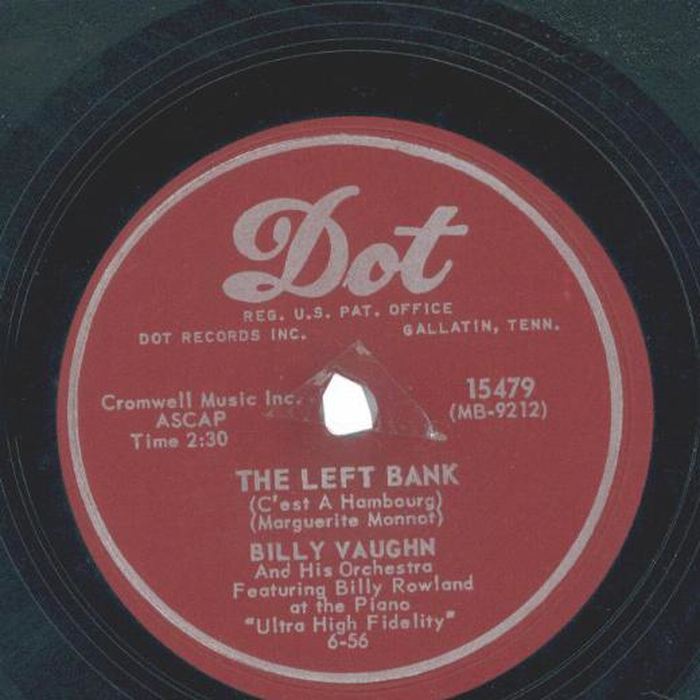 Dot
REG. U.S. PAT. OFFICE
DOT RECORDS INC. GALLATIN, TENN.
Cromwell Music Inc.
ASCAP
Time 2:30
15479
(MB-9212)
THE LEFT BANK
(C'est A Hambourg)
(Marguerite Monnot)
BILLY VAUGHN
And His Orchestra
Featuring Billy Rowland
at the Piano
"Ultra High Fidelity"
6-56